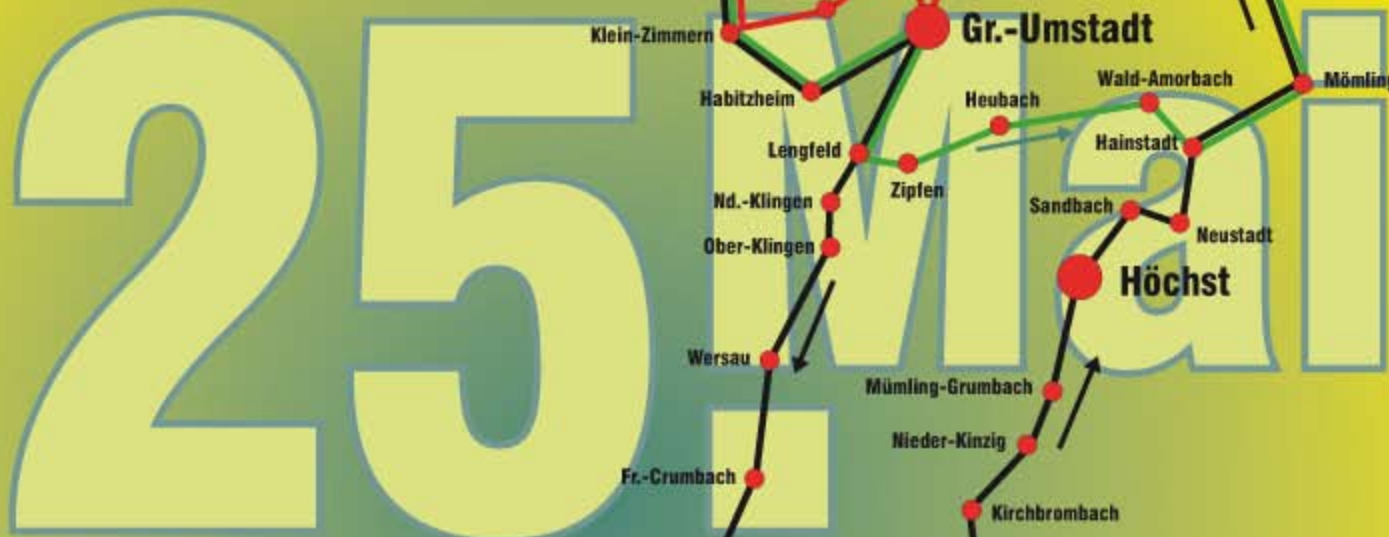 25. Mai
Klein-Zimmern
Gr.-Umstadt
Habitzheim
Heubach
Wald-Amorbach
Lengfeld
Zipfen
Hainstadt
Nd.-Klingen
Sandbach
Neustadt
Ober-Klingen
Höchst
Wersau
Mümling-Grumbach
Nieder-Kinzig
Fr.-Crumbach
Kirchbrombach